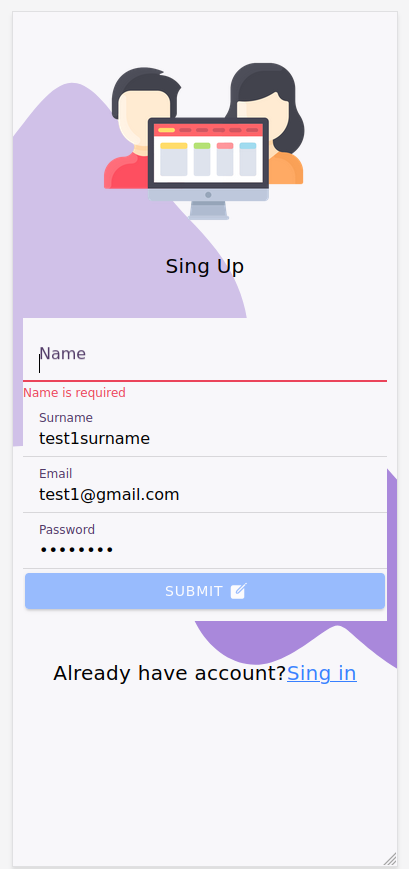 Sing Up
Name
Name is required
Surname
test1surname
Email
test1@gmail.com
Password
••••••••
SUBMIT
Already have account?Sing in